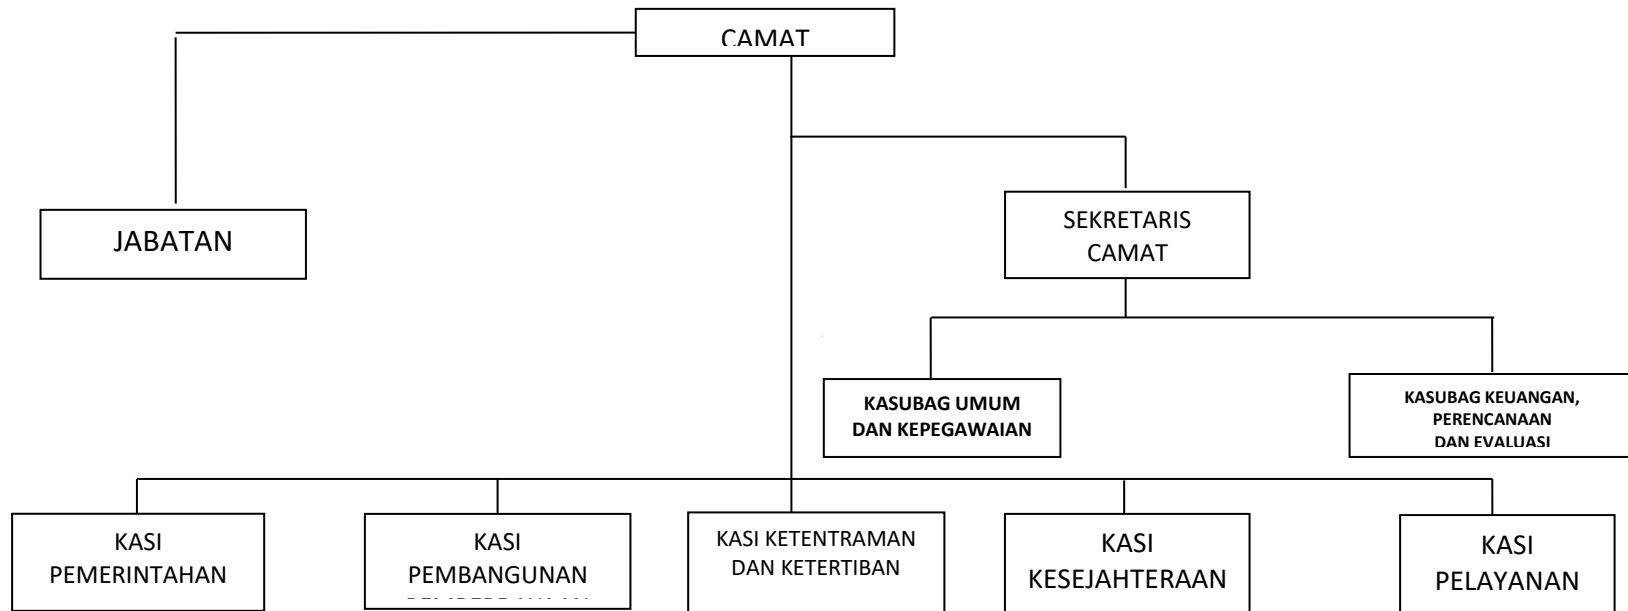 CAMAT
JABATAN
SEKRETARIS
CAMAT
KASUBAG UMUM
DAN KEPEGAWAIAN
KASUBAG KEUANGAN,
PERENCANAAN
DAN EVALUASI
KASI
PEMERINTAHAN
KASI
PEMBANGUNAN
KASI KETENTRAMAN
DAN KETERTIBAN
KASI
KESEJAHTERAAN
KASI
PELAYANAN